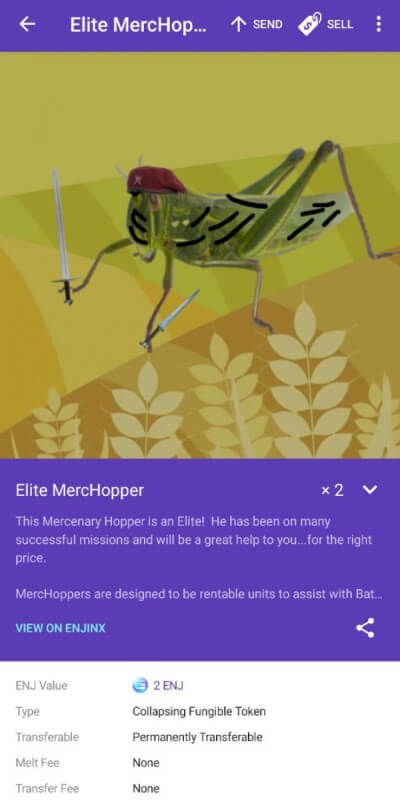 Elite MercHop... SEND SELL
Elite MercHopper × 2
This Mercenary Hopper is an Elite!  He has been on many
successful missions and will be a great help to you...for the right
price.
MercHoppers are designed to be rentable units to assist with Bat...
VIEW ON ENJINX
ENJ Value 2 ENJ
Type Collapsing Fungible Token
Transferable Permanently Transferable
Melt Fee None
Transfer Fee None